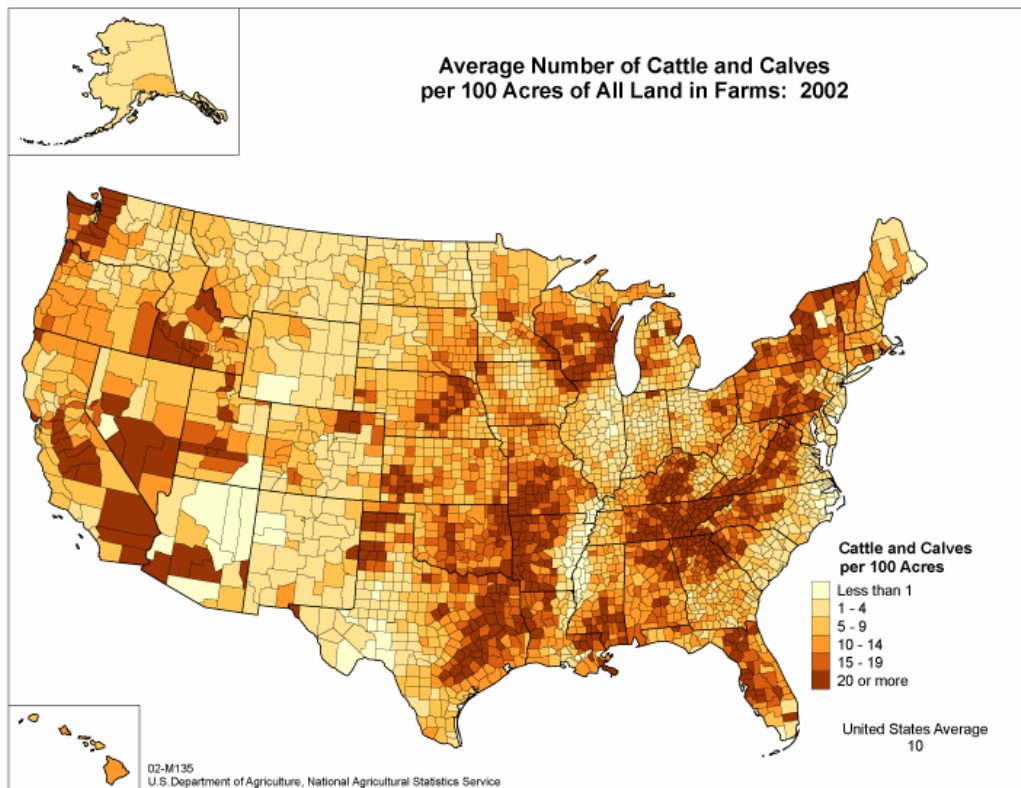 Average Number of Cattle and Calves
per 100 Acres of All Land in Farms: 2002
Cattle and Calves
per 100 Acres
Less than 1
1 - 4
5 - 9
10 - 14
15 - 19
20 or more
United States Average
10
02-M135
U.S.Department of Agriculture, National Agricultural Statistics Service